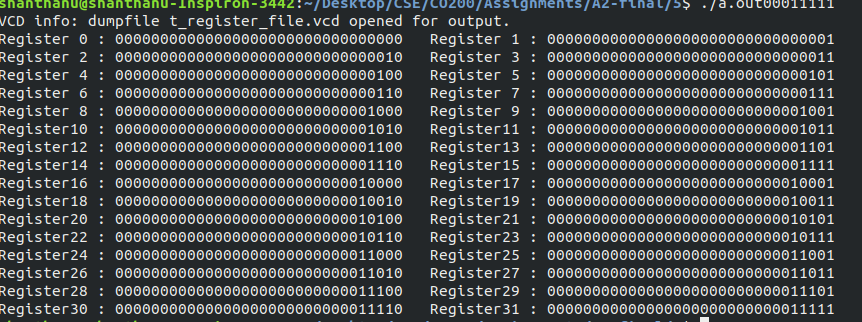 shanthanu@shanthanu-Inspiron-3442:~/Desktop/CSE/CO200/Assignments/A2-final/5$ ./a.out00011111
VCD info: dumpfile t_register_file.vcd opened for output.
Register 0 : 00000000000000000000000000000000   Register 1 : 00000000000000000000000000000001
Register 2 : 00000000000000000000000000000010   Register 3 : 00000000000000000000000000000011
Register 4 : 00000000000000000000000000000100   Register 5 : 00000000000000000000000000000101
Register 6 : 00000000000000000000000000000110   Register 7 : 00000000000000000000000000000111
Register 8 : 00000000000000000000000000001000   Register 9 : 00000000000000000000000000001001
Register10 : 00000000000000000000000000001010   Register11 : 00000000000000000000000000001011
Register12 : 00000000000000000000000000001100   Register13 : 00000000000000000000000000001101
Register14 : 00000000000000000000000000001110   Register15 : 00000000000000000000000000001111
Register16 : 00000000000000000000000000010000   Register17 : 00000000000000000000000000010001
Register18 : 00000000000000000000000000010010   Register19 : 00000000000000000000000000010011
Register20 : 00000000000000000000000000010100   Register21 : 00000000000000000000000000010101
Register22 : 00000000000000000000000000010110   Register23 : 00000000000000000000000000010111
Register24 : 00000000000000000000000000011000   Register25 : 00000000000000000000000000011001
Register26 : 00000000000000000000000000011010   Register27 : 00000000000000000000000000011011
Register28 : 00000000000000000000000000011100   Register29 : 00000000000000000000000000011101
Register30 : 00000000000000000000000000011110   Register31 : 00000000000000000000000000011111